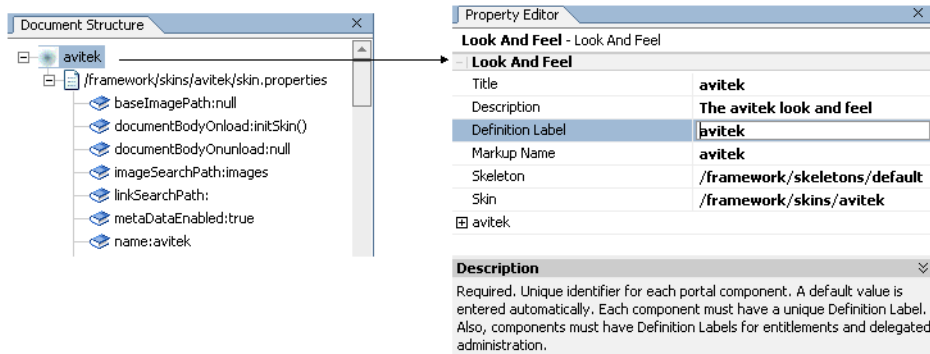 Document Structure
avitek
/framework/skins/avitek/skin.properties
baseImagePath:null
documentBodyOnload:initSkin()
documentBodyOnunload:null
imageSearchPath:images
linkSearchPath:
metaDataEnabled:true
name:avitek
Property Editor
Look And Feel - Look And Feel
Look And Feel
Title avitek
Description The avitek look and feel
Definition Label avitek
Markup Name avitek
Skeleton /framework/skeletons/default
Skin /framework/skins/avitek
avitek
Description
Required. Unique identifier for each portal component. A default value is
entered automatically. Each component must have a unique Definition Label.
Also, components must have Definition Labels for entitlements and delegated
administration.